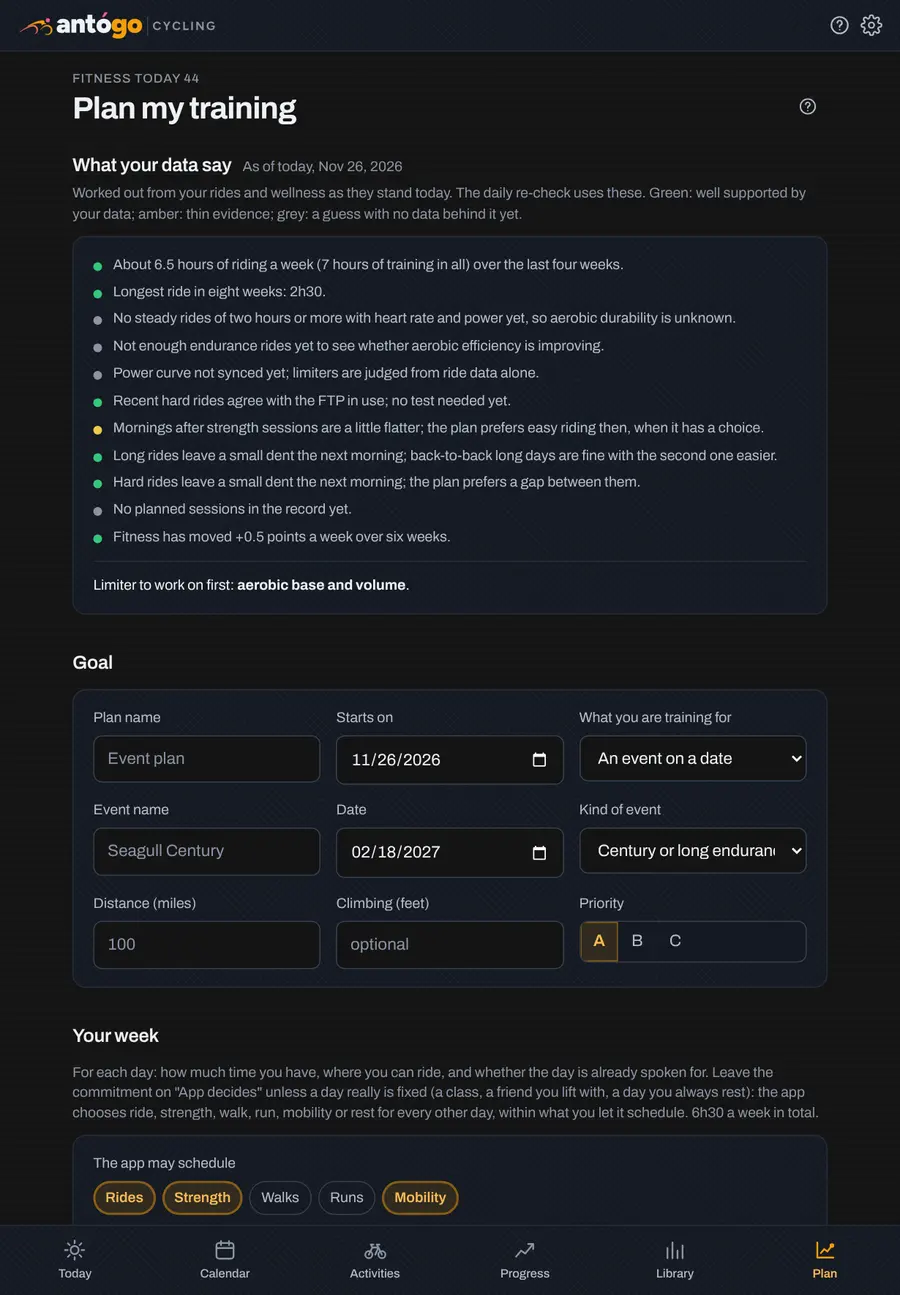 antógo CYCLING
FITNESS TODAY 44
Plan my training
What your data say As of today, Nov 26, 2026
Worked out from your rides and wellness as they stand today. The daily re-check uses these. Green: well supported by
your data; amber: thin evidence; grey: a guess with no data behind it yet.
About 6.5 hours of riding a week (7 hours of training in all) over the last four weeks.
Longest ride in eight weeks: 2h30.
No steady rides of two hours or more with heart rate and power yet, so aerobic durability is unknown.
Not enough endurance rides yet to see whether aerobic efficiency is improving.
Power curve not synced yet; limiters are judged from ride data alone.
Recent hard rides agree with the FTP in use; no test needed yet.
Mornings after strength sessions are a little flatter; the plan prefers easy riding then, when it has a choice.
Long rides leave a small dent the next morning; back-to-back long days are fine with the second one easier.
Hard rides leave a small dent the next morning; the plan prefers a gap between them.
No planned sessions in the record yet.
Fitness has moved +0.5 points a week over six weeks.
Limiter to work on first: aerobic base and volume.
Goal
Plan name Starts on What you are training for
Event plan 11/26/2026 An event on a date
Event name Date Kind of event
Seagull Century 02/18/2027 Century or long enduran
Distance (miles) Climbing (feet) Priority
100 optional A B C
Your week
For each day: how much time you have, where you can ride, and whether the day is already spoken for. Leave the
commitment on "App decides" unless a day really is fixed (a class, a friend you lift with, a day you always rest): the app
chooses ride, strength, walk, run, mobility or rest for every other day, within what you let it schedule. 6h30 a week in total.
The app may schedule
Rides Strength Walks Runs Mobility
Today Calendar Activities Progress Library Plan